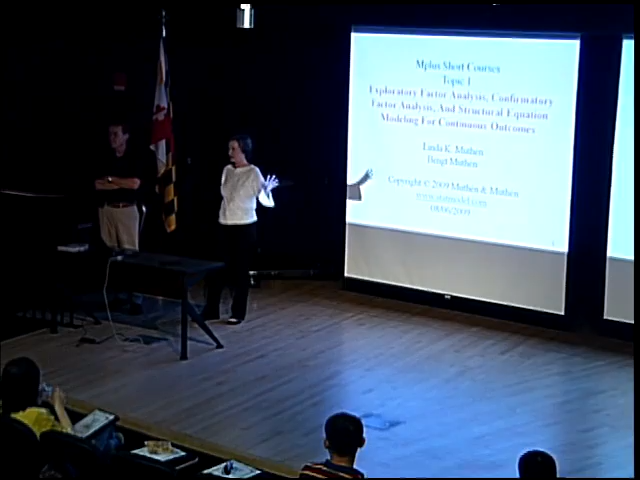 Mplus Short Courses
Topic 1
Exploratory Factor Analysis, Confirmatory
Factor Analysis, And Structural Equation
Modeling For Continuous Outcomes
Linda K. Muthén
Bengt Muthén
Copyright © 2009 Muthén & Muthén
www.statmodel.com
08/06/2009